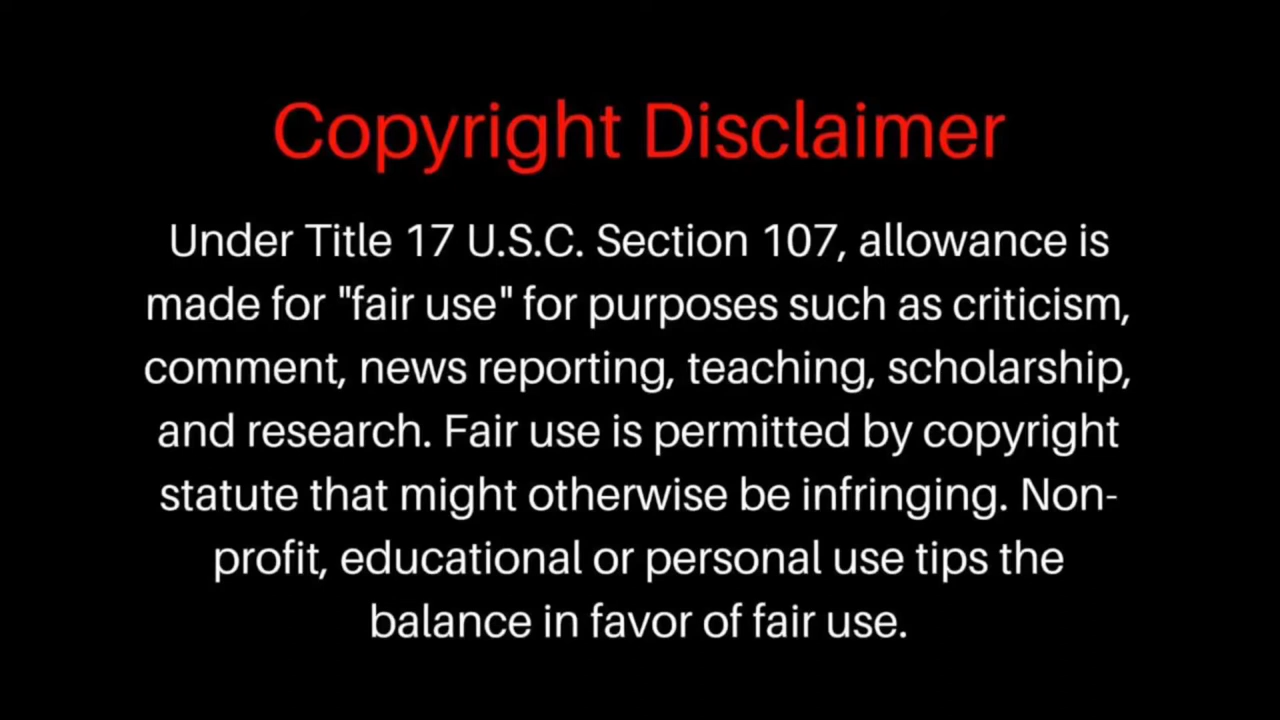 Copyright Disclaimer
Under Title 17 U.S.C. Section 107, allowance is
made for "fair use" for purposes such as criticism,
comment, news reporting, teaching, scholarship,
and research. Fair use is permitted by copyright
statute that might otherwise be infringing. Non-
profit, educational or personal use tips the
balance in favor of fair use.